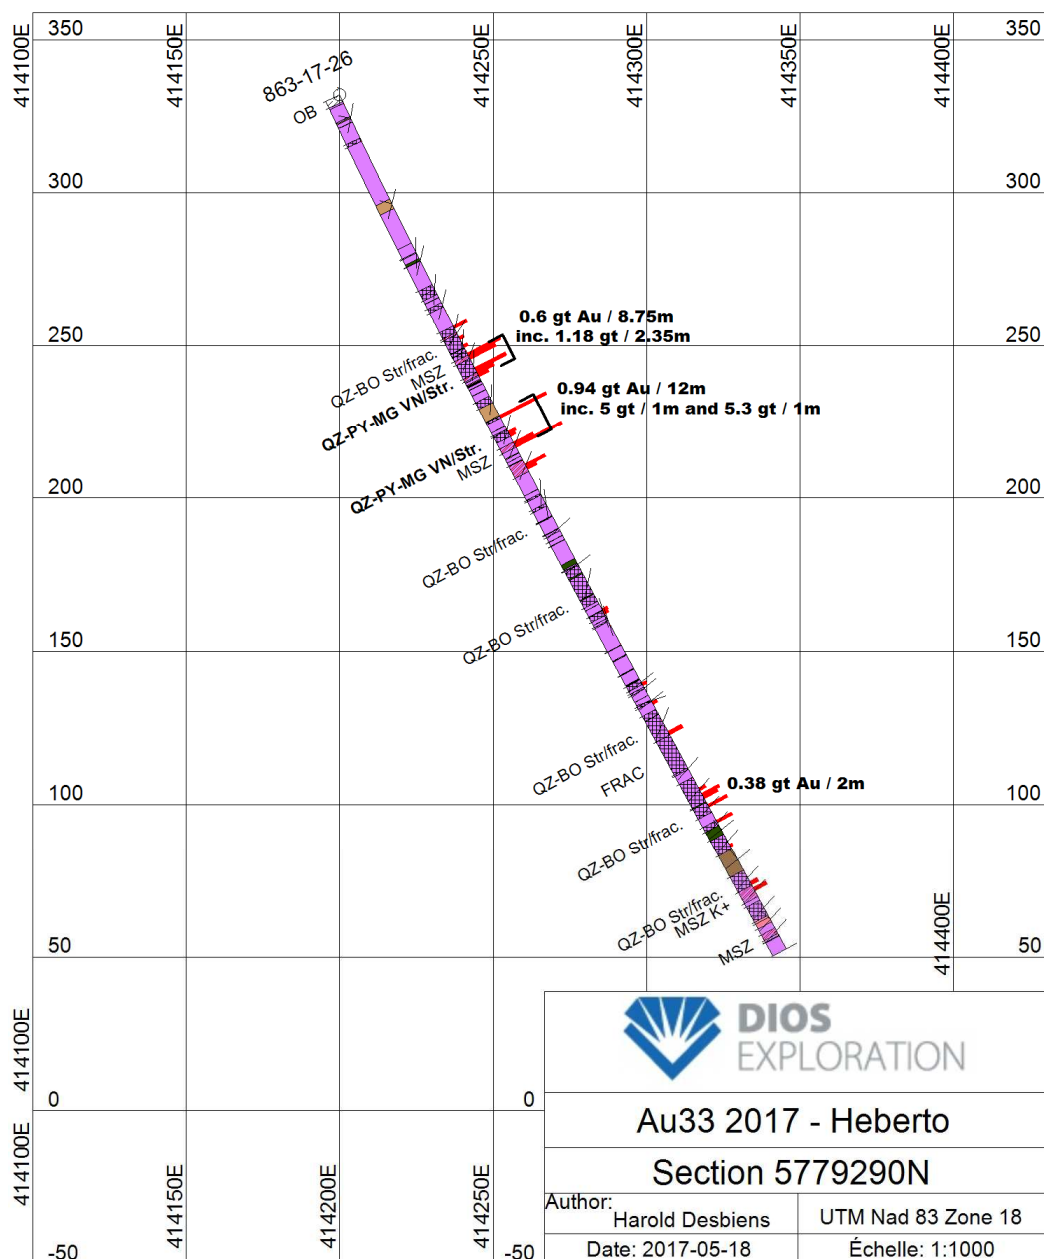 414100E
414150E
414200E
414250E
414300E
414350E
414400E
350
350
863-17-26
OB
300
300
0.6 gt Au / 8.75m
inc. 1.18 gt / 2.35m
250
250
QZ-BO Str/frac.
MSZ
QZ-PY-MG VN/Str.
0.94 gt Au / 12m
inc. 5 gt / 1m and 5.3 gt / 1m
QZ-PY-MG VN/Str.
MSZ
200
200
QZ-BO Str/frac.
QZ-BO Str/frac.
150
150
QZ-BO Str/frac.
FRAC
0.38 gt Au / 2m
100
100
QZ-BO Str/frac.
QZ-BO Str/frac.
MSZ K+
MSZ
414400E
50
50
414100E
DIOS
EXPLORATION
0
0
Au33 2017 - Heberto
Section 5779290N
414100E
414150E
414200E
414250E
Author:
Harold Desbiens
UTM Nad 83 Zone 18
-50
-50
Date: 2017-05-18
Échelle: 1:1000